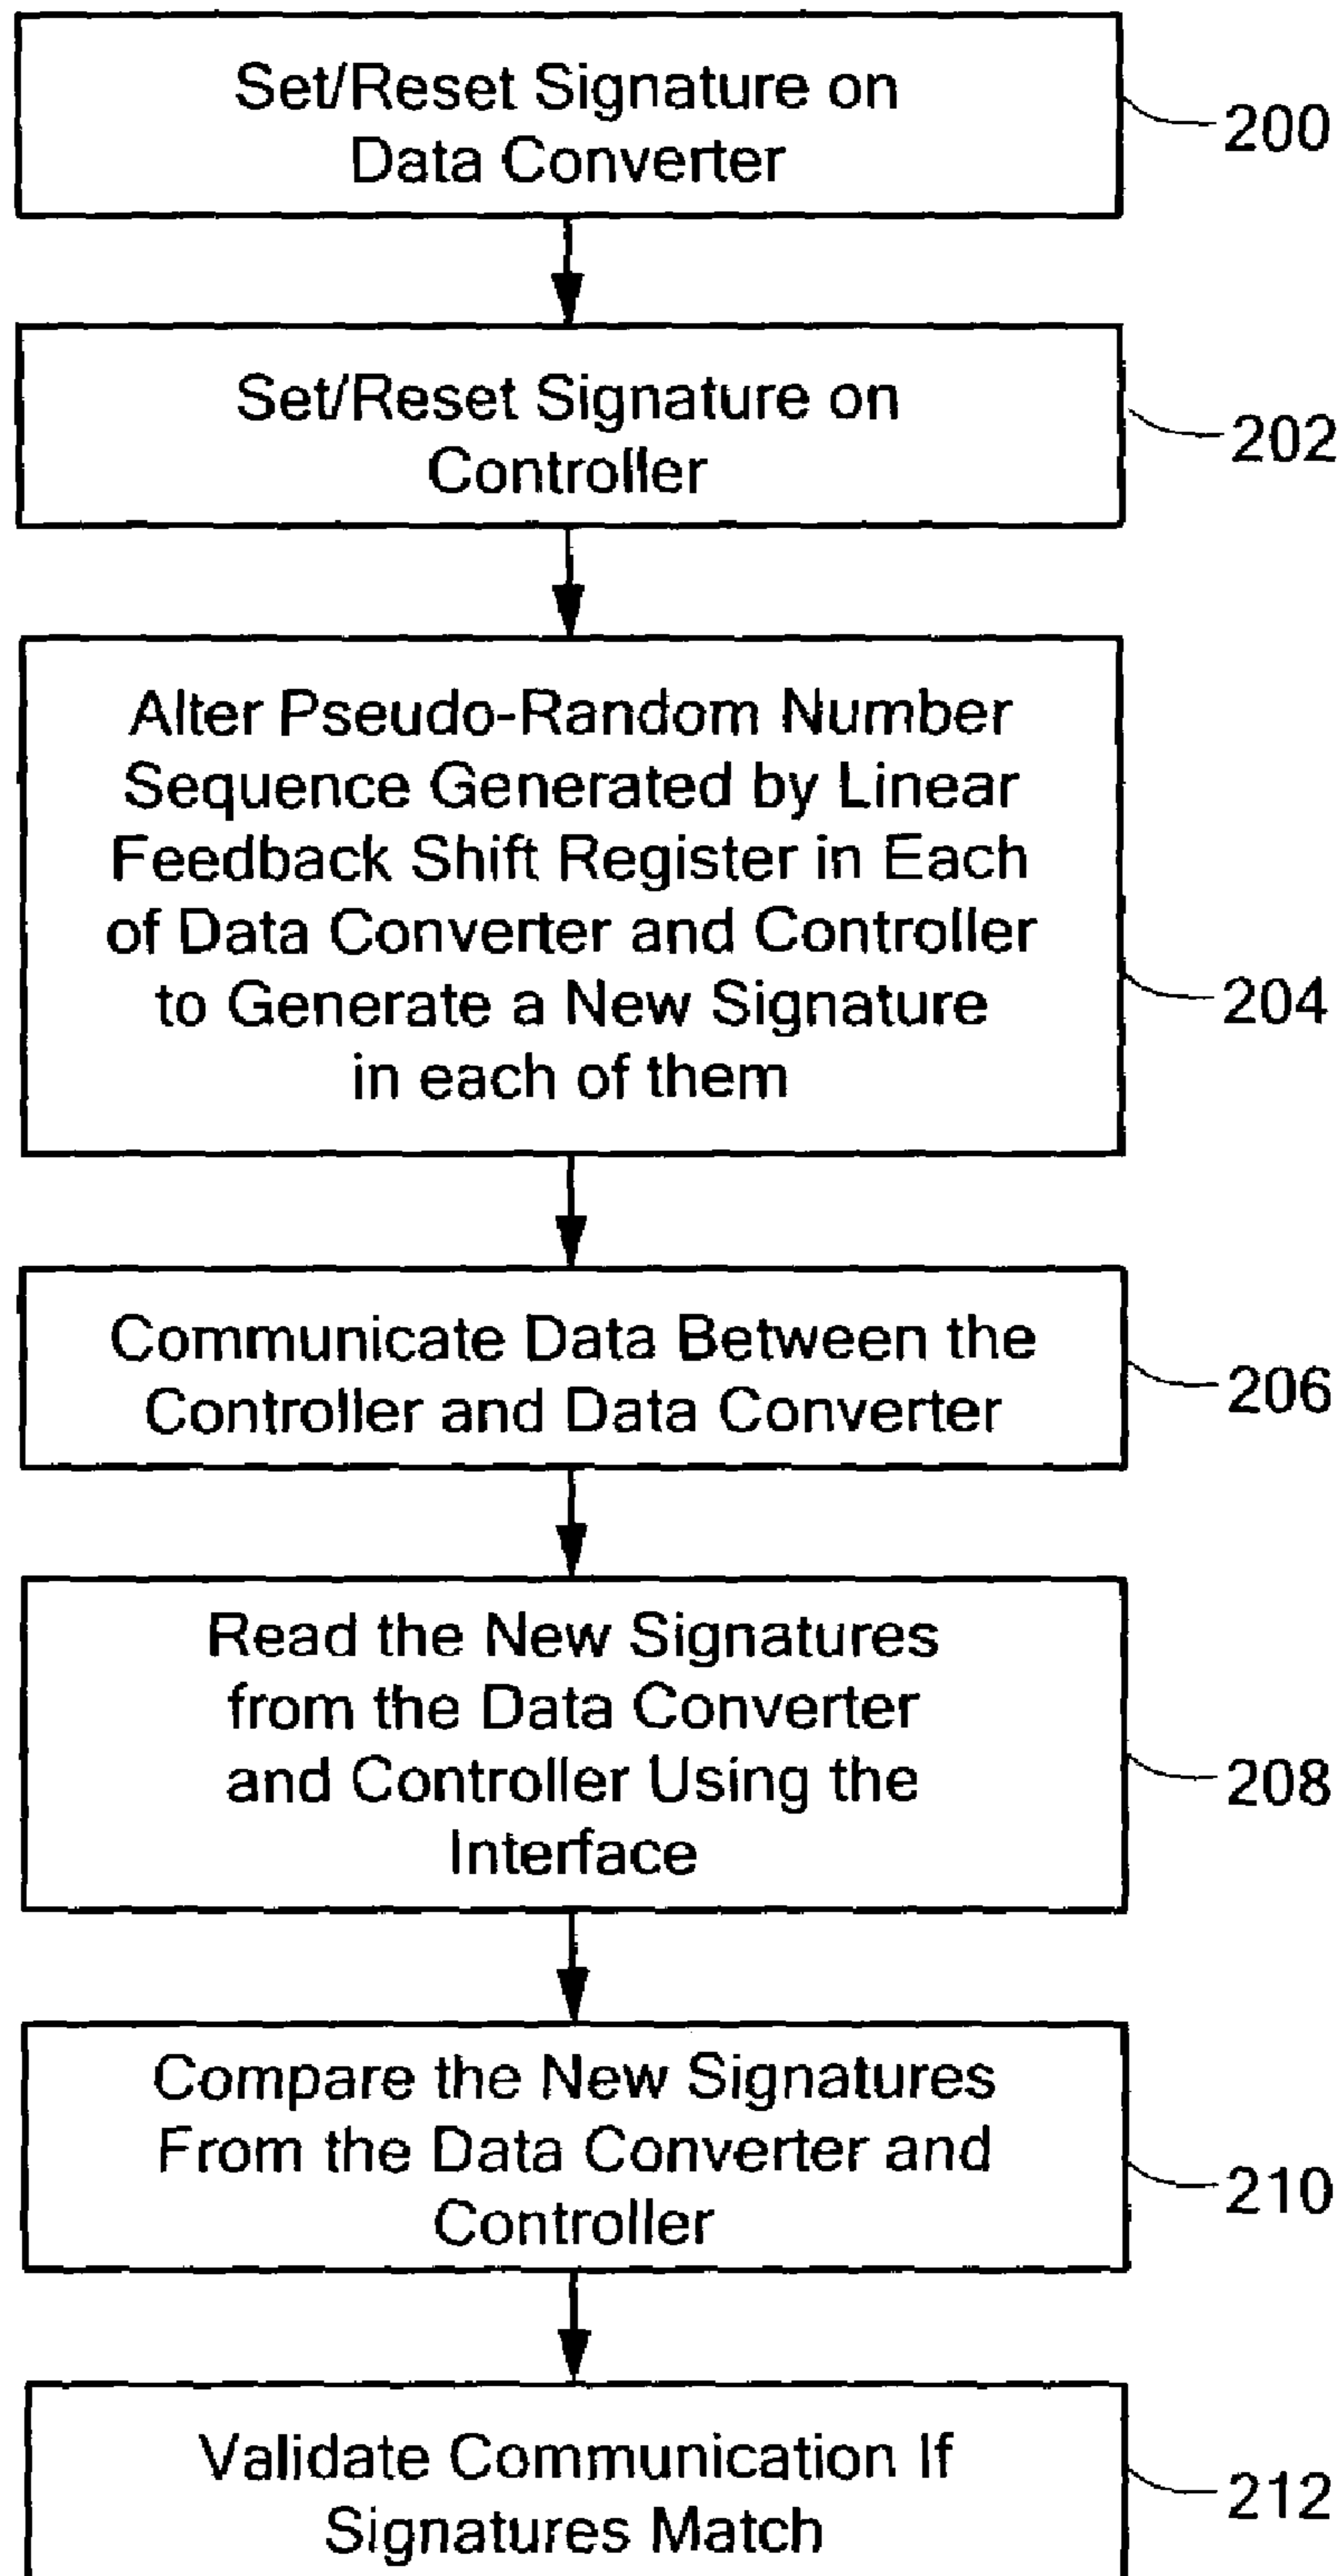 Set/Reset Signature on
Data Converter
200
Set/Reset Signature on
Controller
202
Alter Pseudo-Random Number
Sequence Generated by Linear
Feedback Shift Register in Each
of Data Converter and Controller
to Generate a New Signature
in each of them
204
Communicate Data Between the
Controller and Data Converter
206
Read the New Signatures
from the Data Converter
and Controller Using the
Interface
208
Compare the New Signatures
From the Data Converter and
Controller
210
Validate Communication If
Signatures Match
212